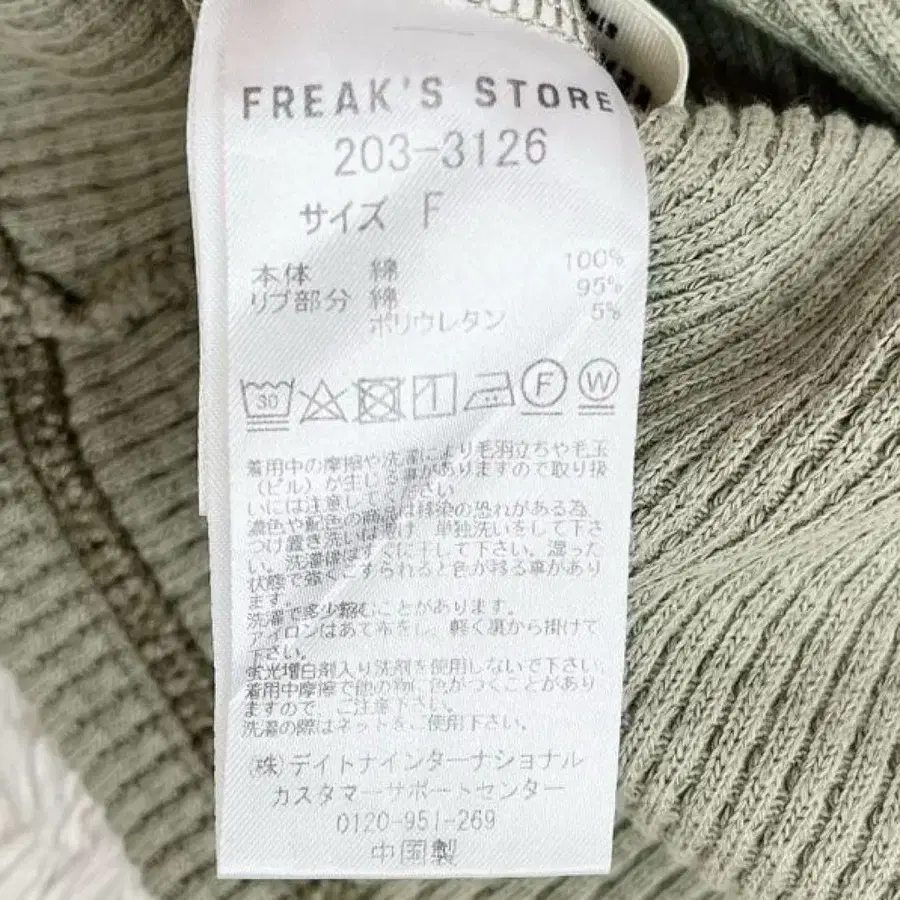 FREAK'S STORE
203-3126
サイズ F
本体 綿 100%
リブ部分 綿 95%
ポリウレタン 5%
30
F
W
着用中の摩擦や洗濯により毛羽立ちや毛玉
(ピル)が生じる事がありますので取り扱
いには注意してください
濃色や配色の商品は移染の恐れがある為、
つけ置き洗いは避け、単独洗いをして下さ
い。洗濯後はすぐに干して下さい。湿った
状態で強くこすられると色が移る事があり
ます。
洗濯で多少縮むことがあります。
アイロンはあて布をし、軽く裏から掛けて
下さい。
蛍光増白剤入り洗剤を使用しないで下さい。
着用中摩擦で他の物に色がつくことがあり
ますので、ご注意下さい。
洗濯の際はネットをご使用下さい。
(株)デイトナインターナショナル
カスタマーサポートセンター
0120-951-269
中国製